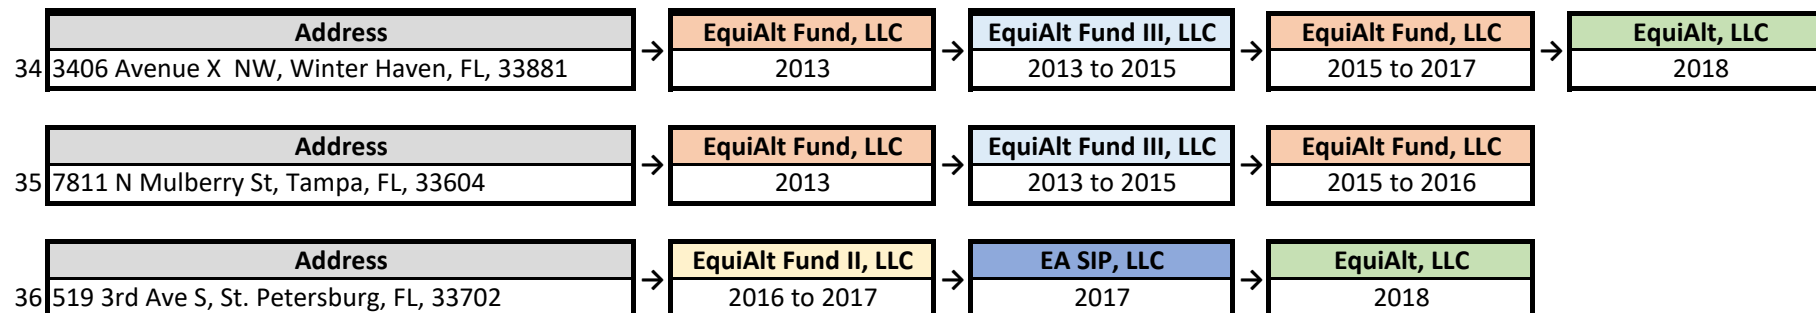 Address → EquiAlt Fund, LLC → EquiAlt Fund III, LLC → EquiAlt Fund, LLC → EquiAlt, LLC
34 3406 Avenue X NW, Winter Haven, FL, 33881 2013 2013 to 2015 2015 to 2017 2018
Address → EquiAlt Fund, LLC → EquiAlt Fund III, LLC → EquiAlt Fund, LLC
35 7811 N Mulberry St, Tampa, FL, 33604 2013 2013 to 2015 2015 to 2016
Address → EquiAlt Fund II, LLC → EA SIP, LLC → EquiAlt, LLC
36 519 3rd Ave S, St. Petersburg, FL, 33702 2016 to 2017 2017 2018